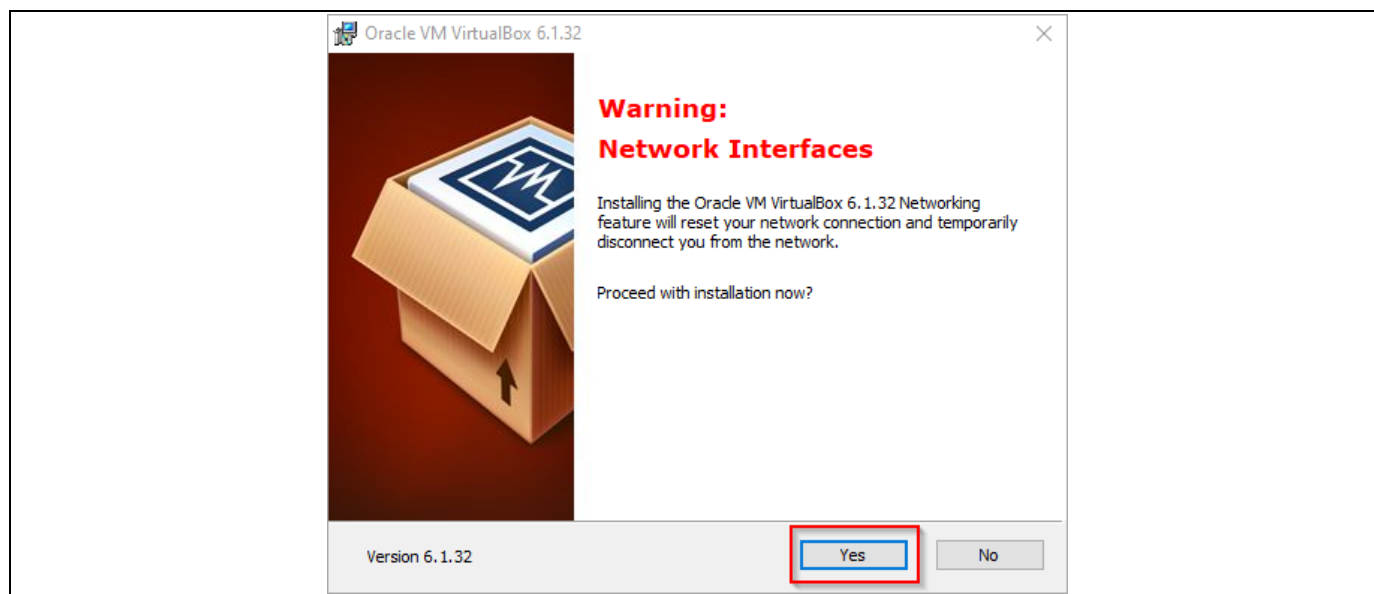 Oracle VM VirtualBox 6.1.32
Warning:
Network Interfaces
Installing the Oracle VM VirtualBox 6.1.32 Networking
feature will reset your network connection and temporarily
disconnect you from the network.
Proceed with installation now?
Version 6.1.32
Yes
No